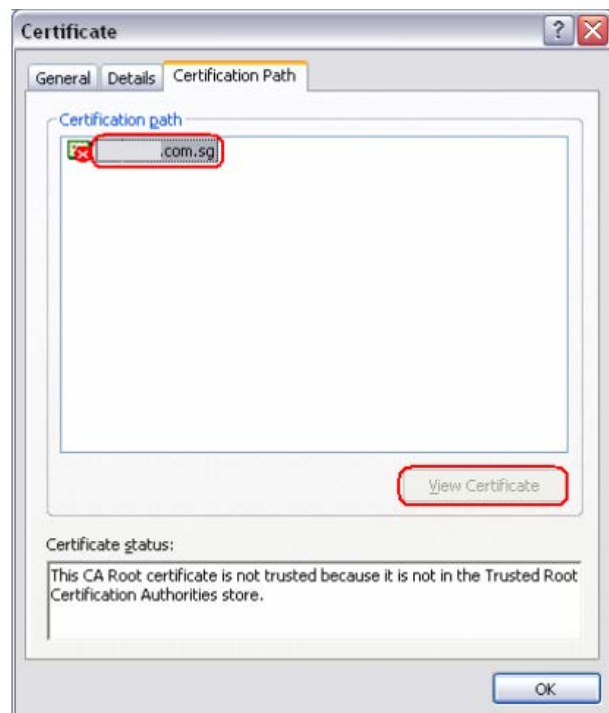 Certificate
General Details Certification Path
Certification path
.com.sg
View Certificate
Certificate status:
This CA Root certificate is not trusted because it is not in the Trusted Root
Certification Authorities store.
OK